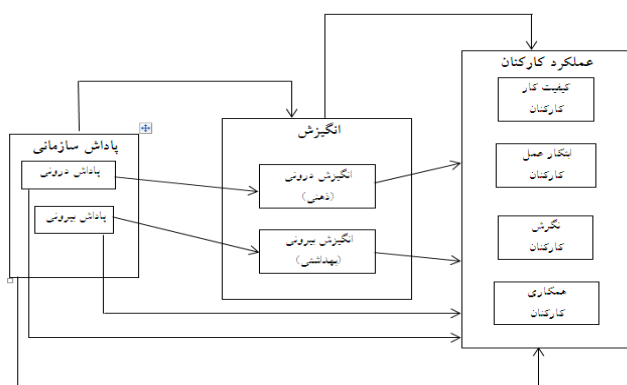 پاداش سازمانی
پاداش درونی
پاداش بیرونی
انگیزش
انگیزش درونی
(ذهنی)
انگیزش بیرونی
(بهداشتی)
عملکرد کارکنان
کیفیت کار
کارکنان
ابتکار عمل
کارکنان
نگرش
کارکنان
همکاری
کارکنان